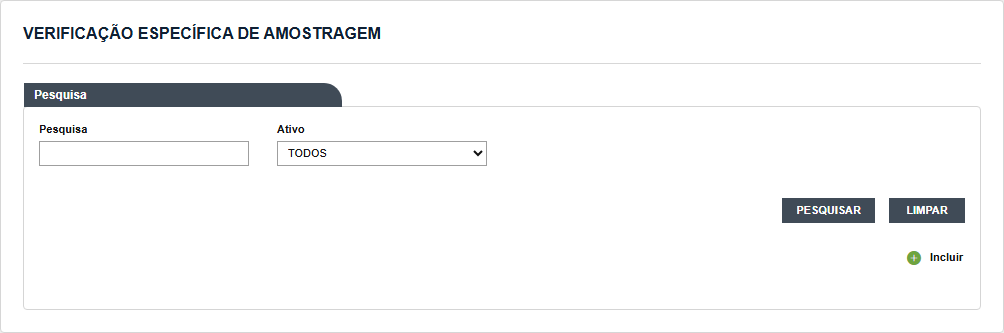 VERIFICAÇÃO ESPECÍFICA DE AMOSTRAGEM
Pesquisa
Pesquisa Ativo
TODOS
PESQUISAR LIMPAR
Incluir